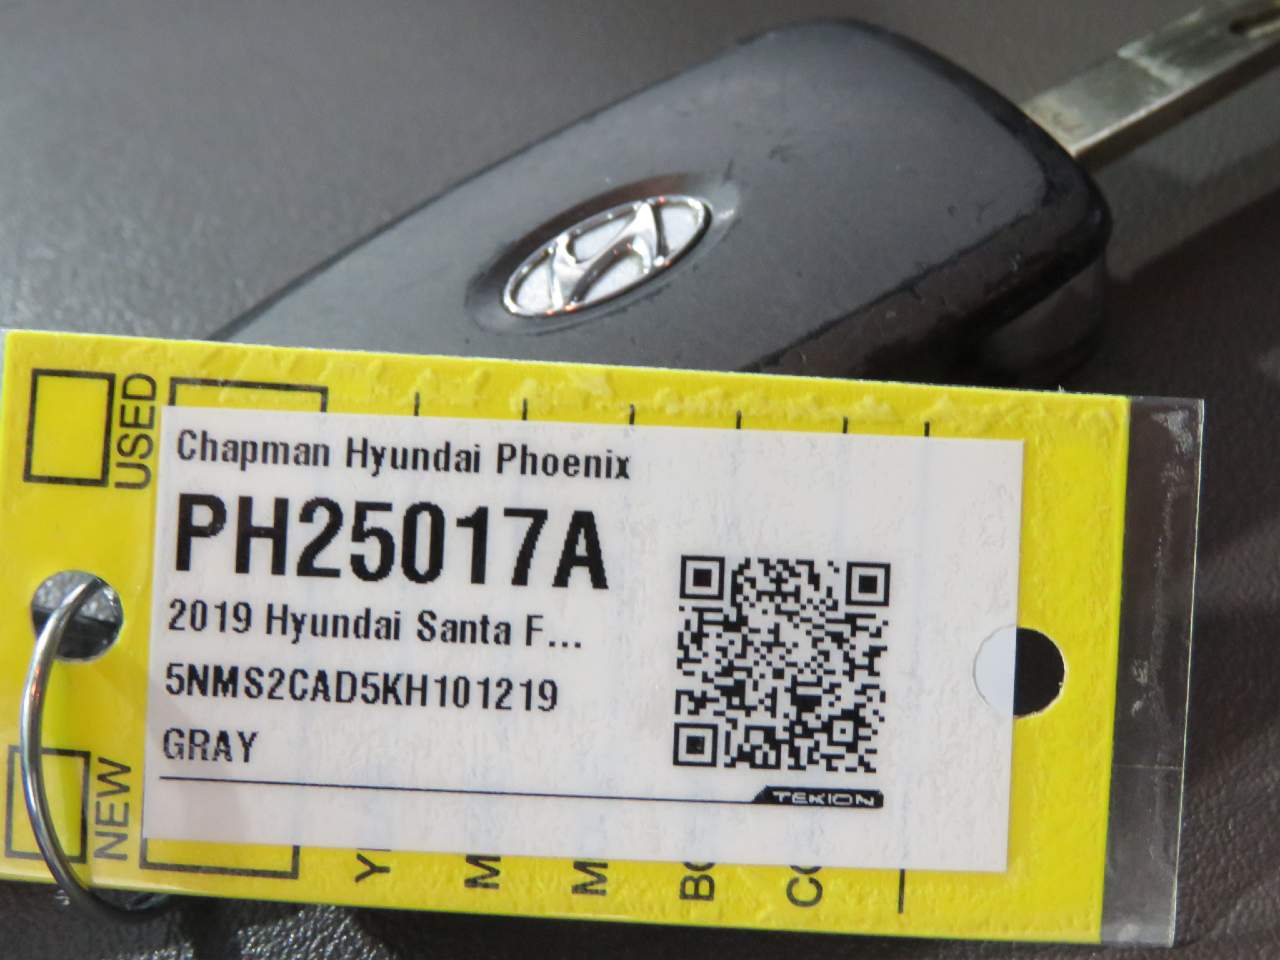 USED
Chapman Hyundai Phoenix
PH25017A
2019 Hyundai Santa F...
5NMS2CAD5KH101219
GRAY
TEKION
NEW